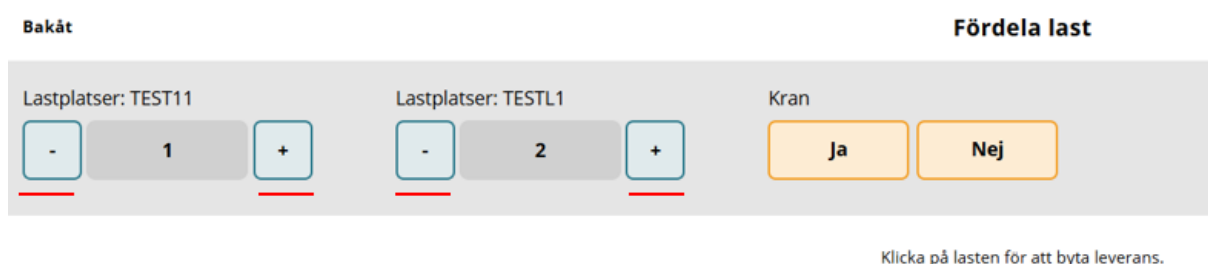 Bakåt
Fördela last
Lastplatser: TEST11
Lastplatser: TESTL1
Kran
- 1 + - 2 + Ja Nej
Klicka på lasten för att byta leverans.